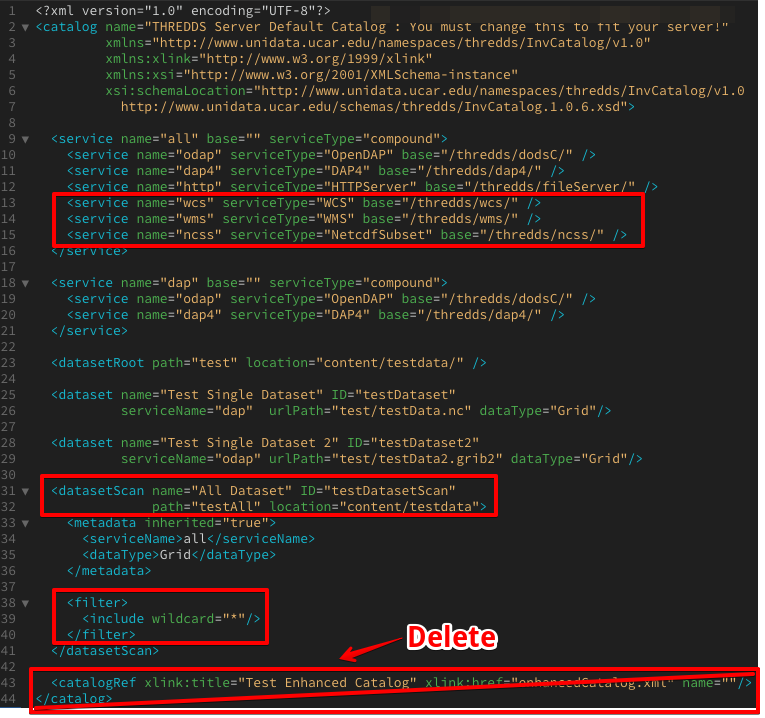 1 <?xml version="1.0" encoding="UTF-8"?>
2 <catalog name="THREDDS Server Default Catalog : You must change this to fit your server!"
3 xmlns="http://www.unidata.ucar.edu/namespaces/thredds/InvCatalog/v1.0"
4 xmlns:xlink="http://www.w3.org/1999/xlink"
5 xmlns:xsi="http://www.w3.org/2001/XMLSchema-instance"
6 xsi:schemaLocation="http://www.unidata.ucar.edu/namespaces/thredds/InvCatalog/v1.0
7 http://www.unidata.ucar.edu/schemas/thredds/InvCatalog.1.0.6.xsd">
8
9 <service name="all" base="" serviceType="compound">
10 <service name="odap" serviceType="OpenDAP" base="/thredds/dodsC/" />
11 <service name="dap4" serviceType="DAP4" base="/thredds/dap4/" />
12 <service name="http" serviceType="HTTPServer" base="/thredds/fileServer/" />
13 <service name="wcs" serviceType="WCS" base="/thredds/wcs/" />
14 <service name="wms" serviceType="WMS" base="/thredds/wms/" />
15 <service name="ncss" serviceType="NetcdfSubset" base="/thredds/ncss/" />
16 </service>
17
18 <service name="dap" base="" serviceType="compound">
19 <service name="odap" serviceType="OpenDAP" base="/thredds/dodsC/" />
20 <service name="dap4" serviceType="DAP4" base="/thredds/dap4/" />
21 </service>
22
23 <datasetRoot path="test" location="content/testdata/" />
24
25 <dataset name="Test Single Dataset" ID="testDataset"
26 serviceName="dap" urlPath="test/testData.nc" dataType="Grid"/>
27
28 <dataset name="Test Single Dataset 2" ID="testDataset2"
29 serviceName="odap" urlPath="test/testData2.grib2" dataType="Grid"/>
30
31 <datasetScan name="All Dataset" ID="testDatasetScan"
32 path="testAll" location="content/testdata">
33 <metadata inherited="true">
34 <serviceName>all</serviceName>
35 <dataType>Grid</dataType>
36 </metadata>
37
38 <filter>
39 <include wildcard="*"/>
40 </filter>
Delete
41 </datasetScan>
42
43 <catalogRef xlink:title="Test Enhanced Catalog" xlink:href="enhancedCatalog.xml" name=""/>
44 </catalog>